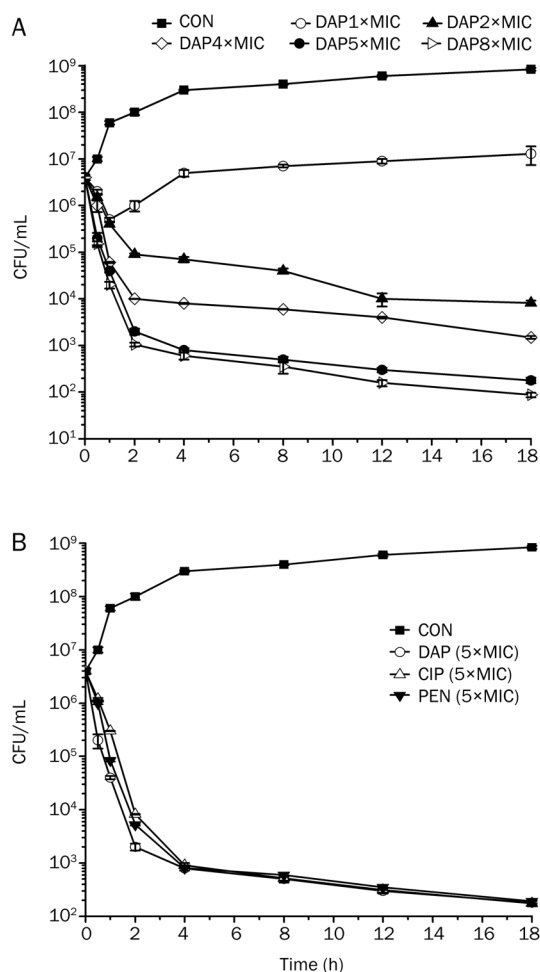 A
CON DAP1×MIC DAP2×MIC
DAP4×MIC DAP5×MIC DAP8×MIC
CFU/mL
10⁹
10⁸
10⁷
10⁶
10⁵
10⁴
10³
10²
10¹
0 2 4 6 8 10 12 14 16 18
B
CON
DAP (5×MIC)
CIP (5×MIC)
PEN (5×MIC)
CFU/mL
10⁹
10⁸
10⁷
10⁶
10⁵
10⁴
10³
10²
0 2 4 6 8 10 12 14 16 18
Time (h)